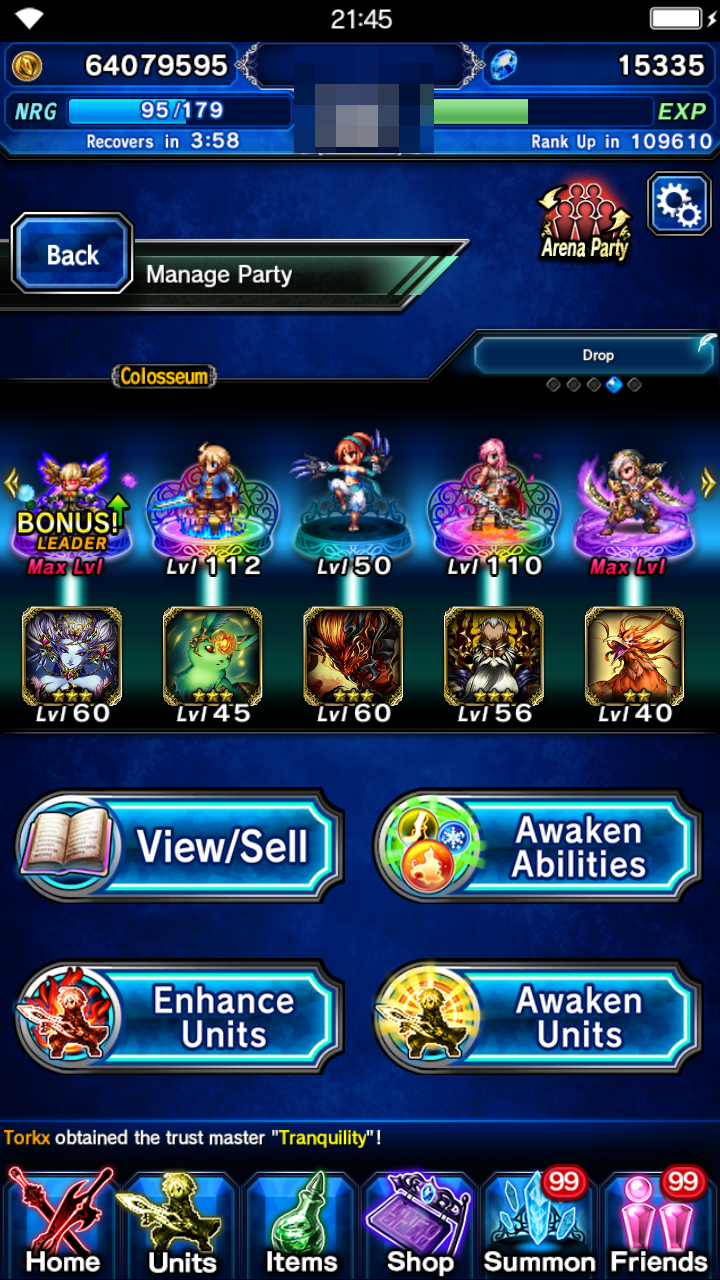 21:45
64079595
15335
NRG 95/179
EXP
Recovers in 3:58
Rank Up in 109610
Arena Party
Back
Manage Party
Drop
Colosseum
BONUS!
LEADER
Max Lvl
Lvl 112
Lvl 50
Lvl 110
Max Lvl
Lvl 60
Lvl 45
Lvl 60
Lvl 56
Lvl 40
View/Sell
Awaken
Abilities
Enhance
Units
Awaken
Units
Torkx obtained the trust master "Tranquility"!
99
99
Home
Units
Items
Shop
Summon
Friends